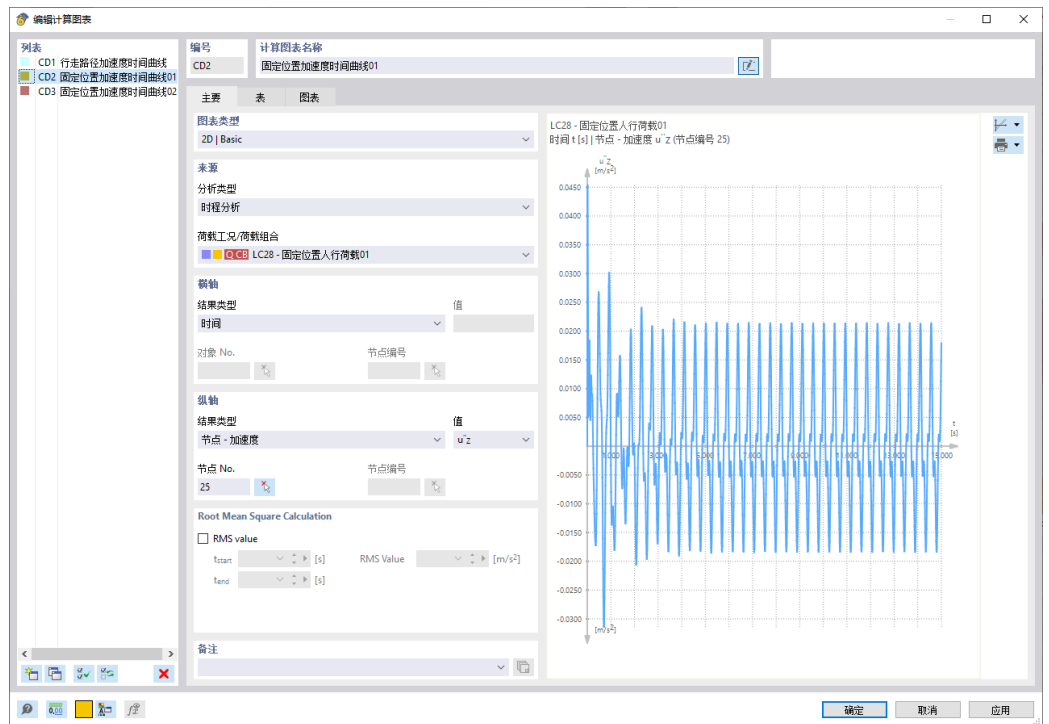 编辑计算图表
列表
CD1 行走路径加速度时间曲线
CD2 固定位置加速度时间曲线01
CD3 固定位置加速度时间曲线02
编号
CD2
计算图表名称
固定位置加速度时间曲线01
主要 表 图表
图表类型
2D | Basic
来源
分析类型
时程分析
荷载工况/荷载组合
Q CB LC28 - 固定位置人行荷载01
横轴
结果类型 值
时间
对象 No. 节点编号
纵轴
结果类型 值
节点 - 加速度 u¨z
节点 No. 节点编号
25
Root Mean Square Calculation
RMS value
tstart [s] RMS Value [m/s²]
tend [s]
备注
LC28 - 固定位置人行荷载01
时间 t [s] | 节点 - 加速度 u¨z (节点编号 25)
u¨z
[m/s²]
0.0450
0.0400
0.0350
0.0300
0.0250
0.0200
0.0150
0.0100
0.0050
t
[s]
1.000 3.000 5.000 7.000 9.000 11.000 13.000 15.000
-0.0050
-0.0100
-0.0150
-0.0200
-0.0250
-0.0300
[m/s²]
0,00
确定 取消 应用